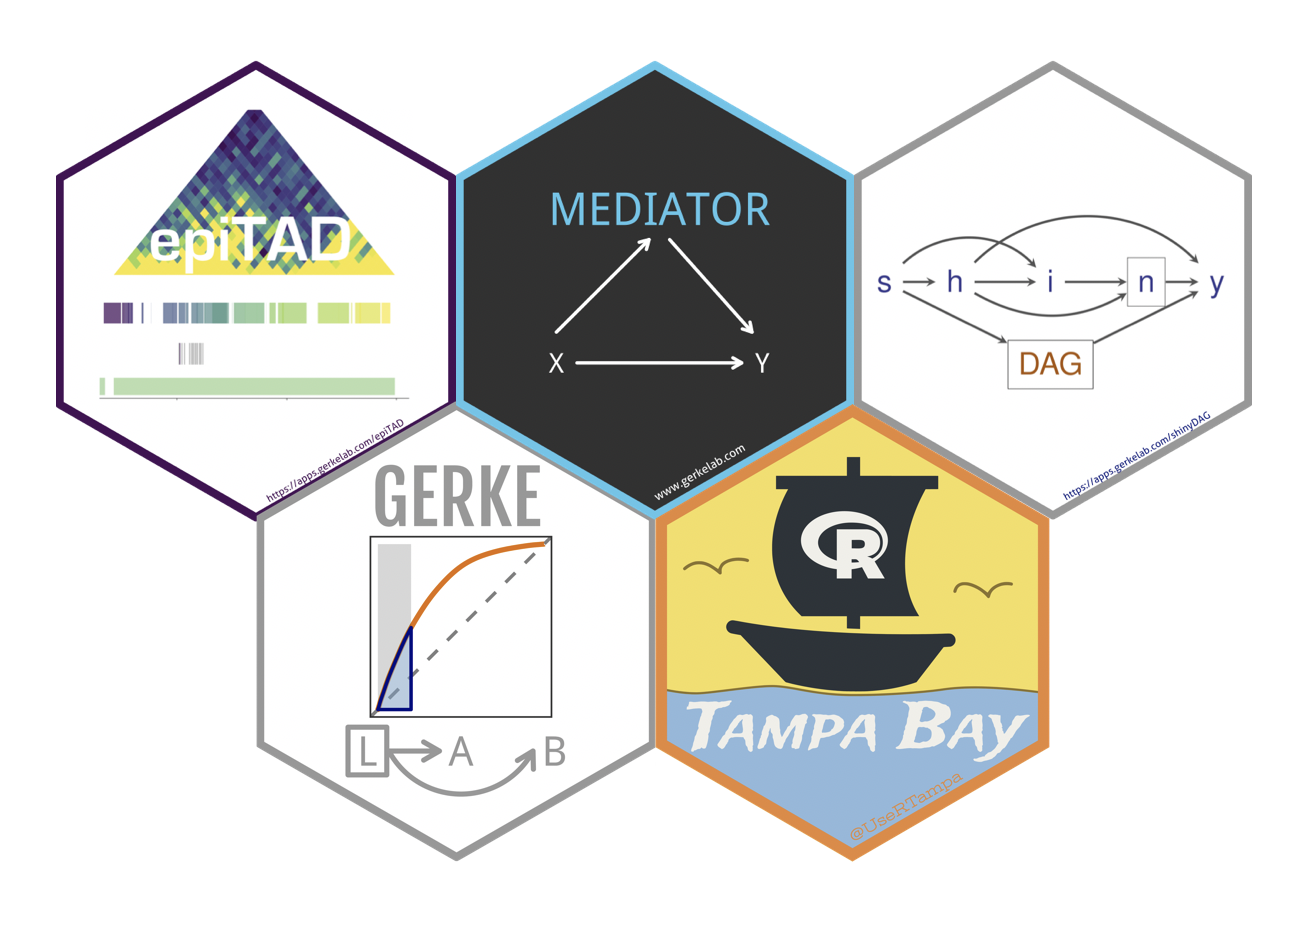 epiTAD
https://apps.gerkelab.com/epiTAD
MEDIATOR
X
Y
www.gerkelab.com
s h i n y
DAG
https://apps.gerkelab.com/shinyDAG
GERKE
L A B
R
TAMPA BAY
@UseRTampa